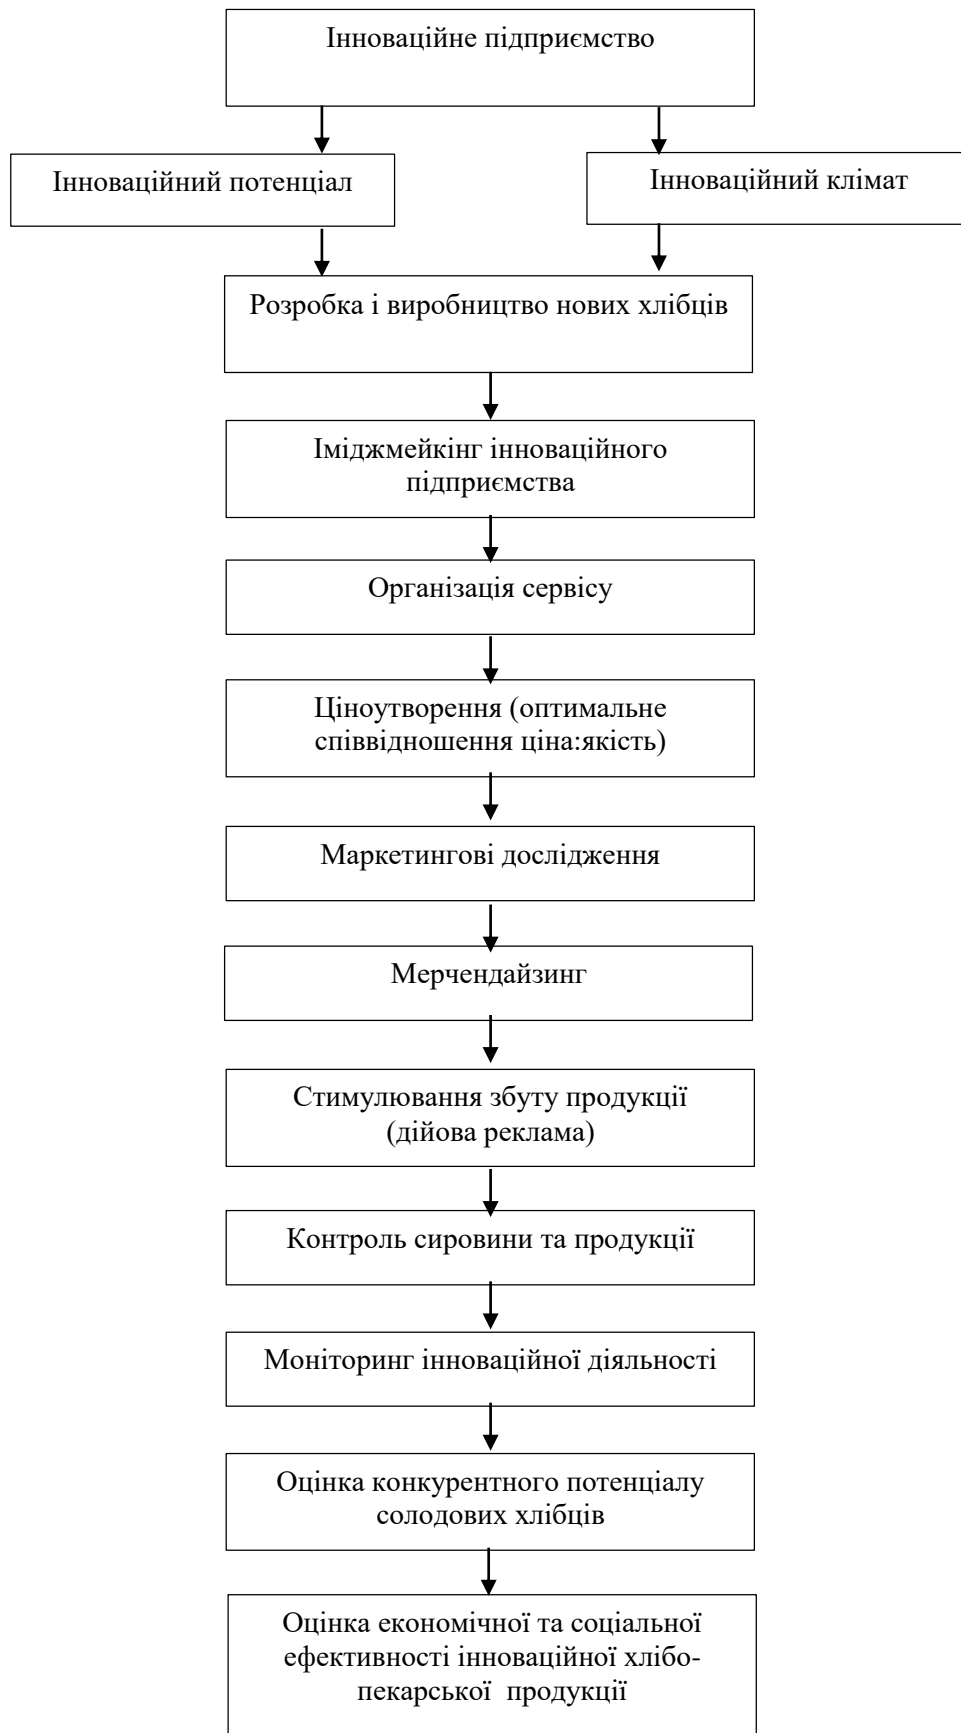 Інноваційне підприємство
Інноваційний потенціал
Інноваційний клімат
Розробка і виробництво нових хлібців
Іміджмейкінг інноваційного
підприємства
Організація сервісу
Ціноутворення (оптимальне
співвідношення ціна:якість)
Маркетингові дослідження
Мерчендайзинг
Стимулювання збуту продукції
(дійова реклама)
Контроль сировини та продукції
Моніторинг інноваційної діяльності
Оцінка конкурентного потенціалу
солодових хлібців
Оцінка економічної та соціальної
ефективності інноваційної хлібо-
пекарської  продукції